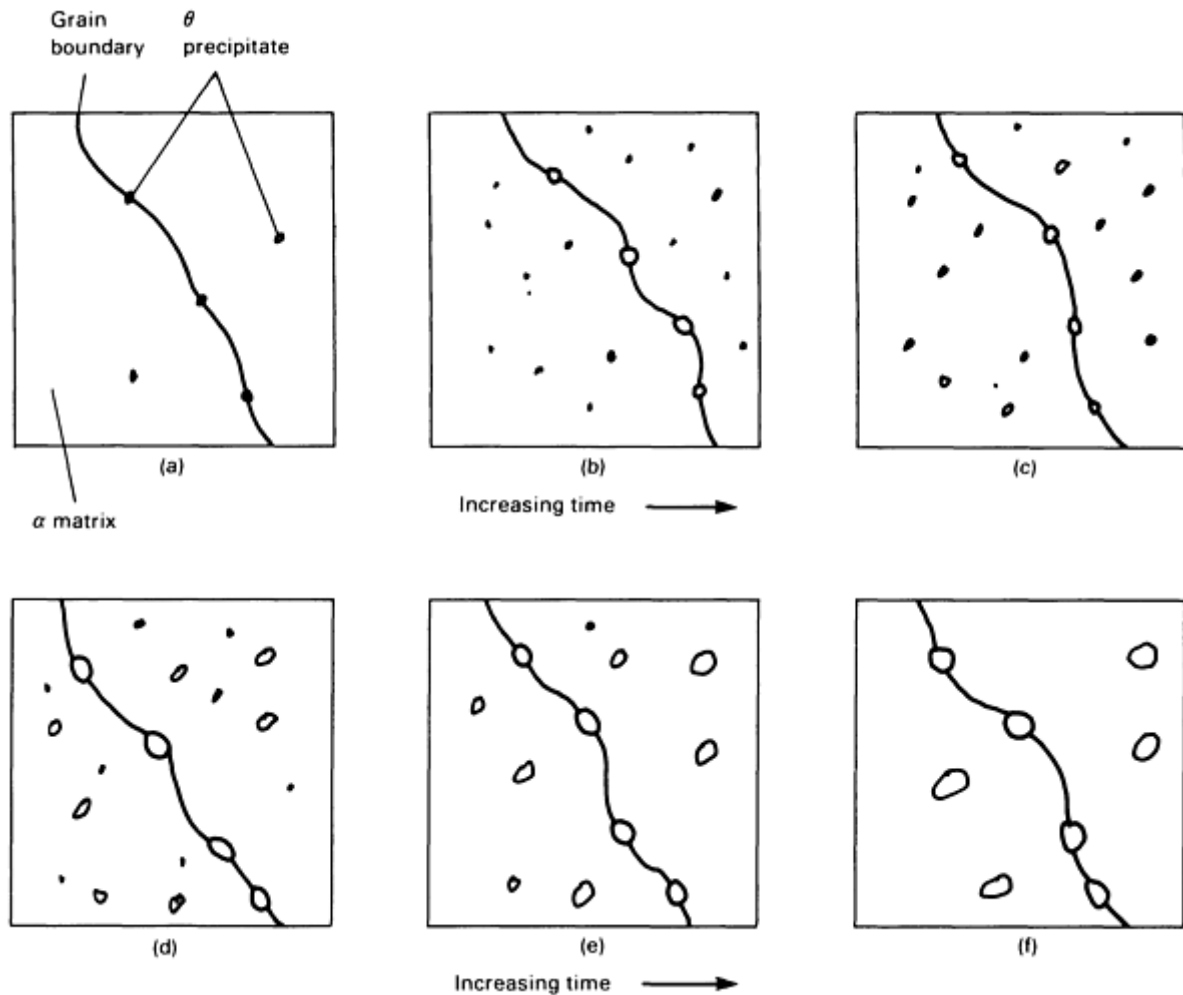 Grain
boundary
θ
precipitate
(a)
(b)
(c)
α matrix
Increasing time
(d)
(e)
(f)
Increasing time